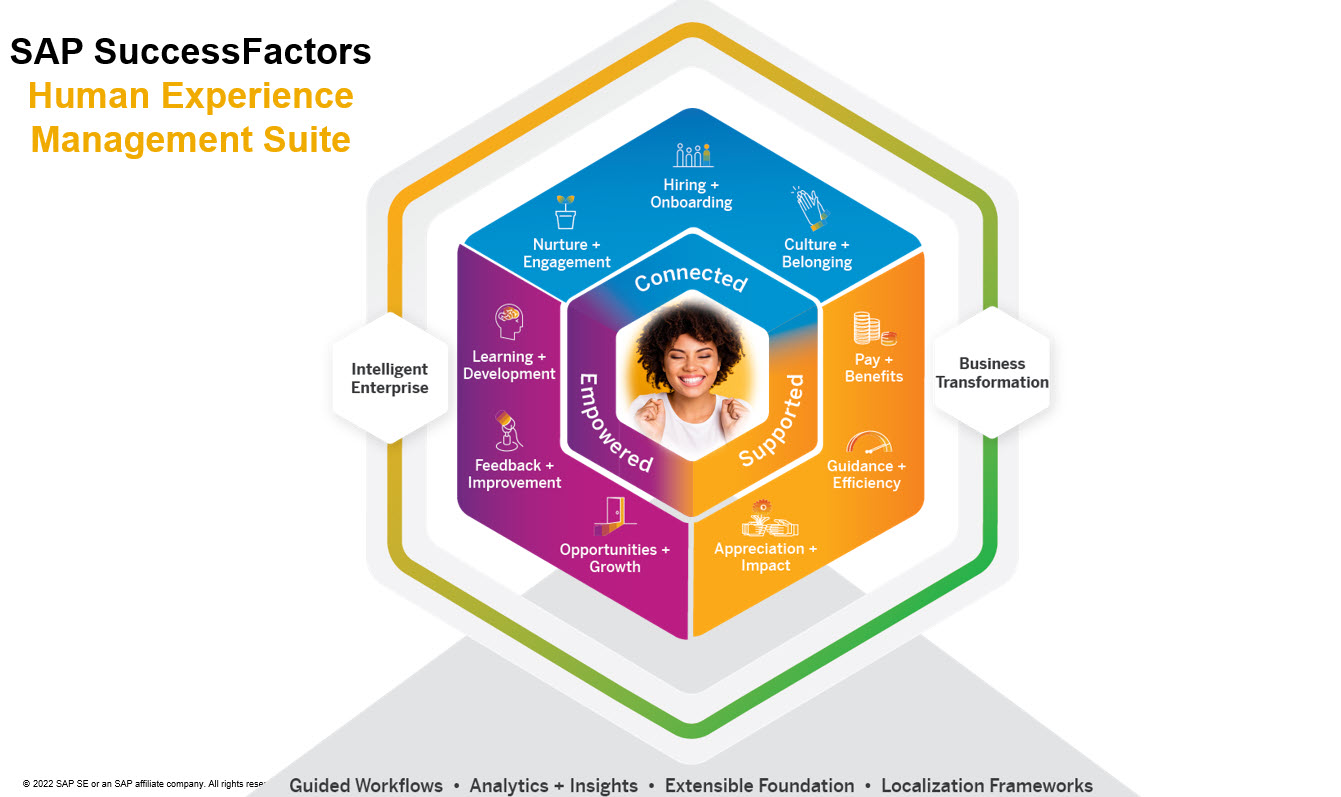 SAP SuccessFactors
Human Experience
Management Suite
Hiring +
Onboarding
Nurture +
Engagement
Culture +
Belonging
Connected
Learning +
Development
Pay +
Benefits
Intelligent
Enterprise
Business
Transformation
Empowered
Supported
Feedback +
Improvement
Guidance +
Efficiency
Opportunities +
Growth
Appreciation +
Impact
© 2022 SAP SE or an SAP affiliate company. All rights
Guided Workflows • Analytics + Insights • Extensible Foundation • Localization Frameworks